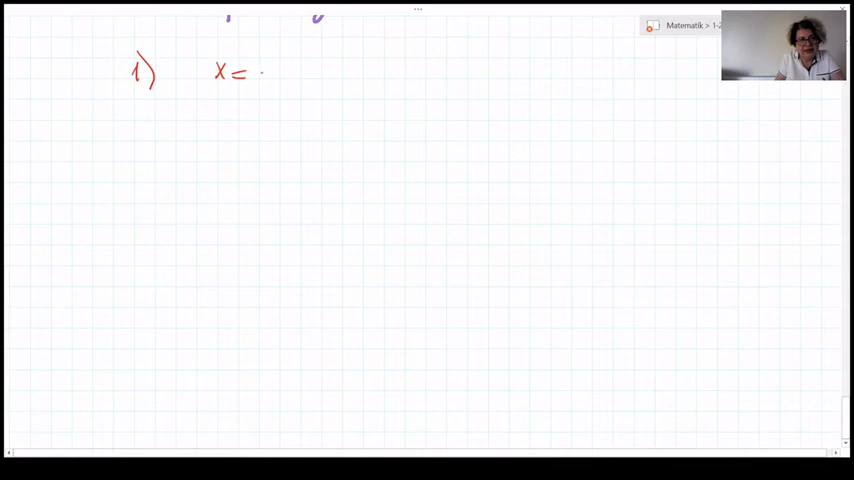 Matematik > 1-2
1) x =